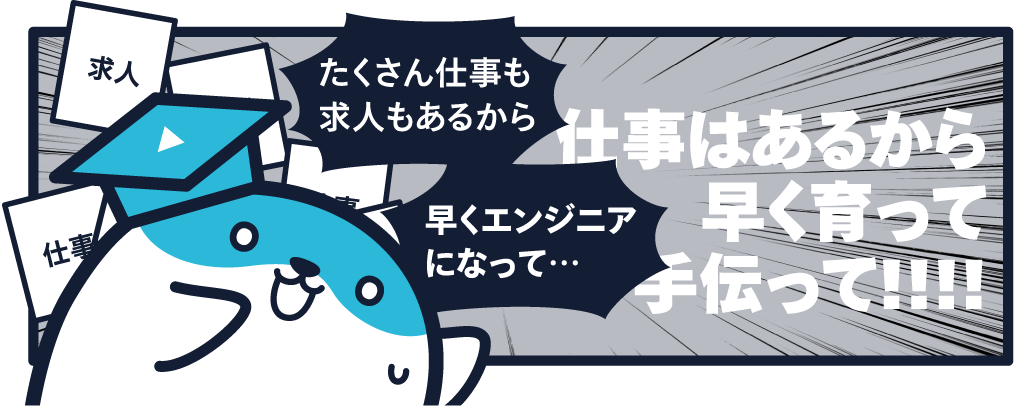 求人
たくさん仕事も
求人もあるから
仕事はあるから
早く育って
手伝って!!!!
早くエンジニア
になって…
仕事
事